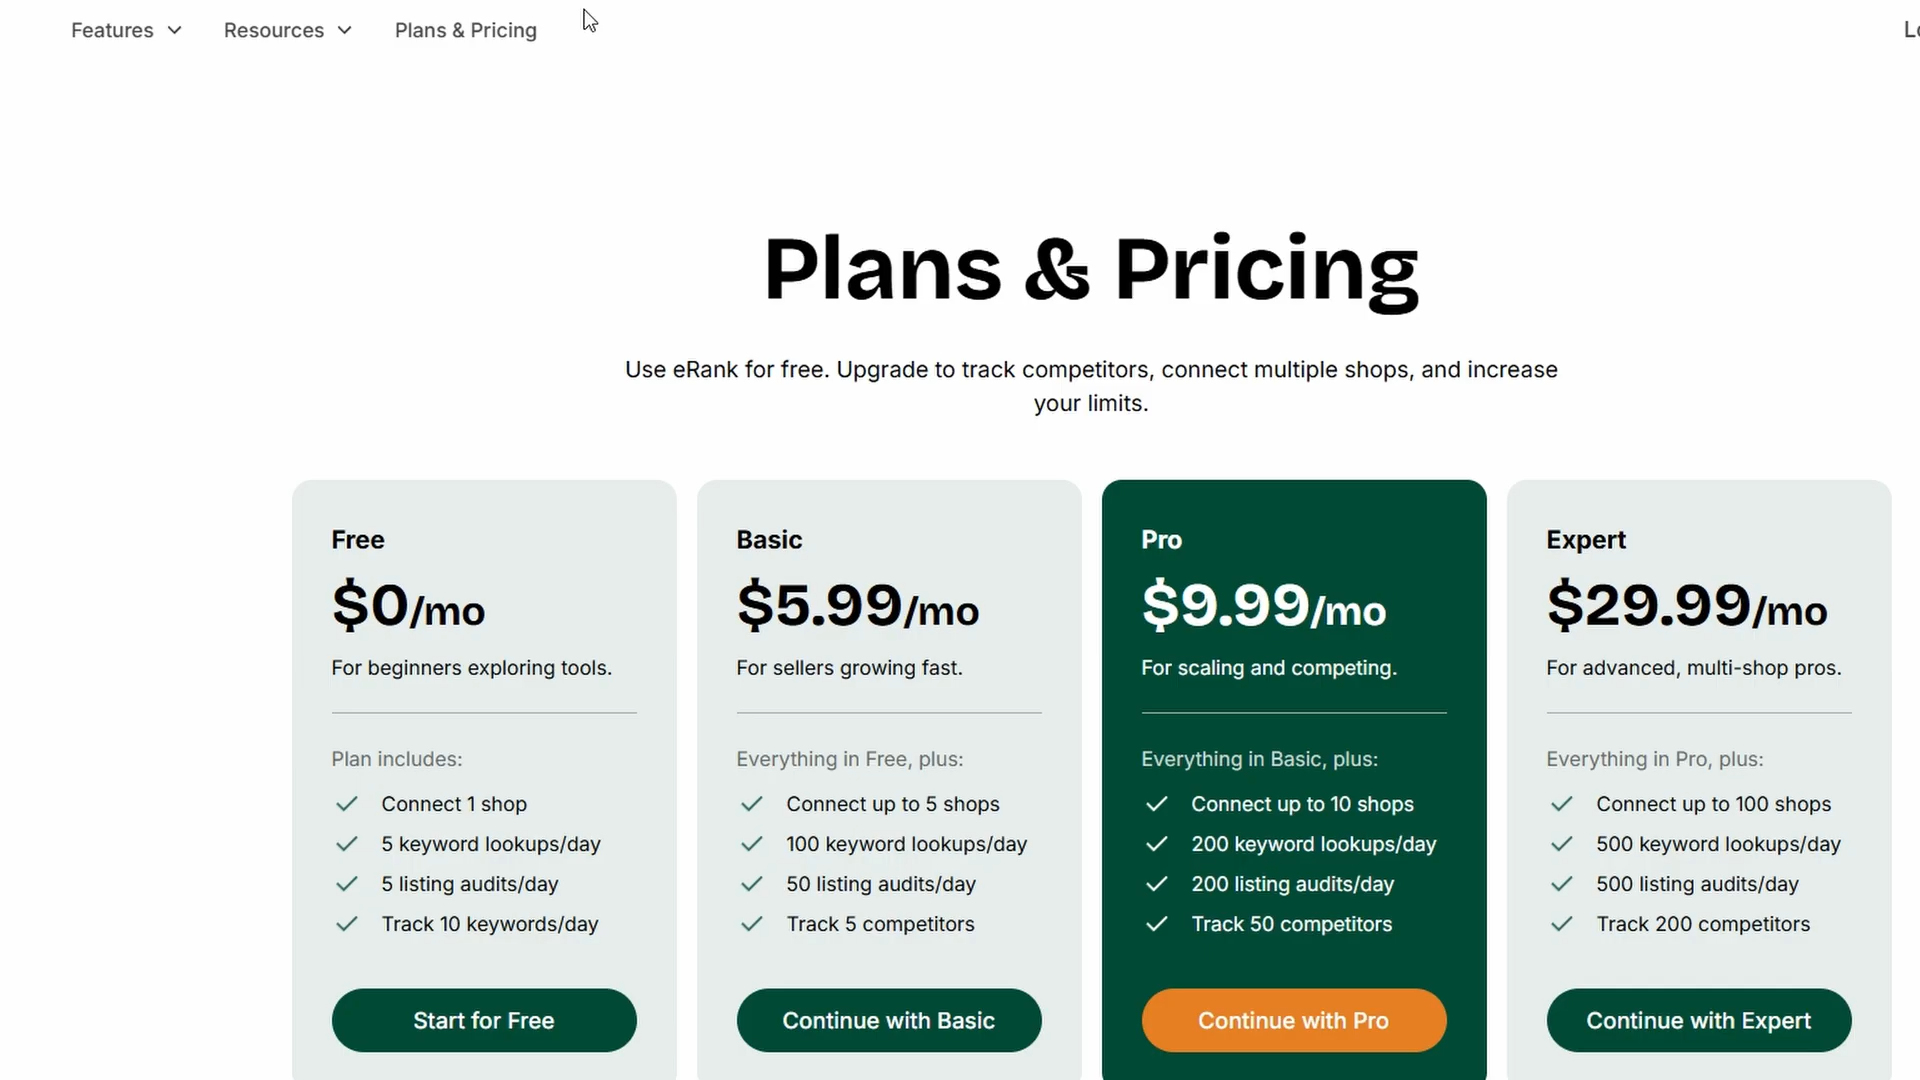 Features
Resources
Plans & Pricing
Plans & Pricing
Use eRank for free. Upgrade to track competitors, connect multiple shops, and increase
your limits.
Free
$0/mo
For beginners exploring tools.
Plan includes:
Connect 1 shop
5 keyword lookups/day
5 listing audits/day
Track 10 keywords/day
Start for Free
Basic
$5.99/mo
For sellers growing fast.
Everything in Free, plus:
Connect up to 5 shops
100 keyword lookups/day
50 listing audits/day
Track 5 competitors
Continue with Basic
Pro
$9.99/mo
For scaling and competing.
Everything in Basic, plus:
Connect up to 10 shops
200 keyword lookups/day
200 listing audits/day
Track 50 competitors
Continue with Pro
Expert
$29.99/mo
For advanced, multi-shop pros.
Everything in Pro, plus:
Connect up to 100 shops
500 keyword lookups/day
500 listing audits/day
Track 200 competitors
Continue with Expert